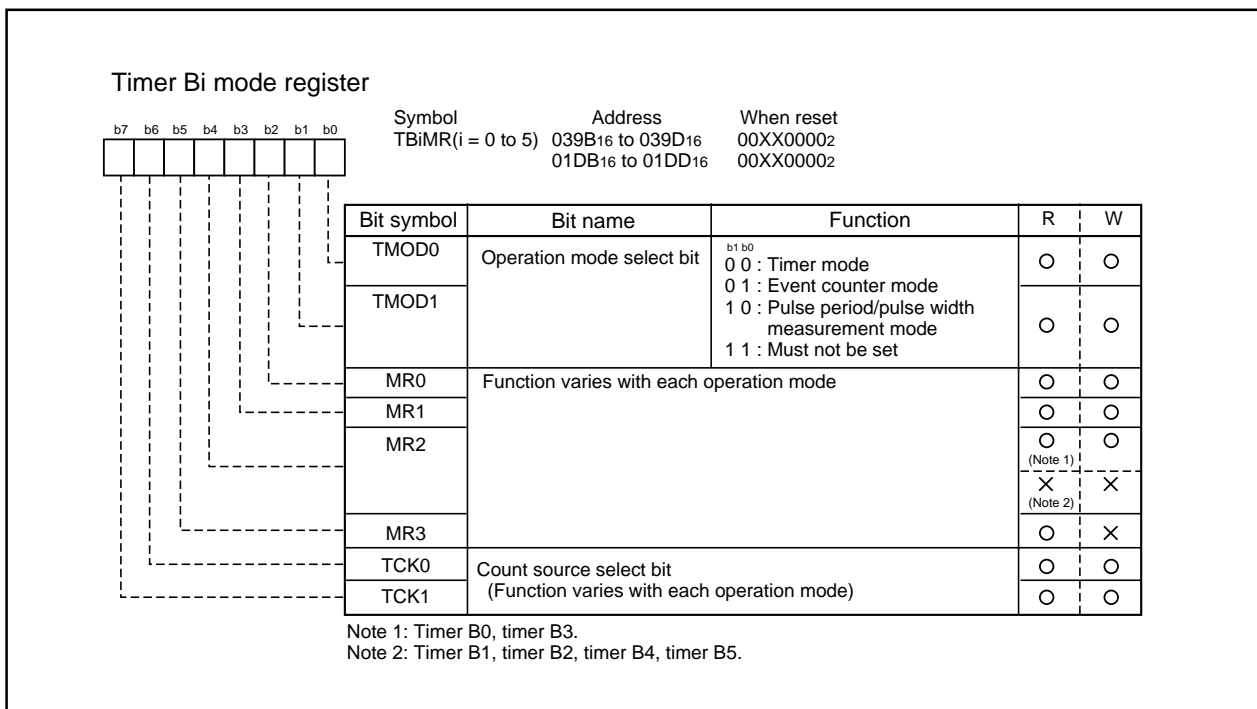 Timer Bi mode register
Symbol Address When reset
TBiMR(i = 0 to 5) 039B16 to 039D16 00XX00002
01DB16 to 01DD16 00XX00002
b7 b6 b5 b4 b3 b2 b1 b0
Bit symbol Bit name Function R W
TMOD0 Operation mode select bit b1 b0
0 0 : Timer mode
0 1 : Event counter mode
TMOD1 1 0 : Pulse period/pulse width
measurement mode
1 1 : Must not be set
MR0 Function varies with each operation mode
MR1
MR2
(Note 1)
(Note 2)
MR3
TCK0 Count source select bit
TCK1 (Function varies with each operation mode)
Note 1: Timer B0, timer B3.
Note 2: Timer B1, timer B2, timer B4, timer B5.